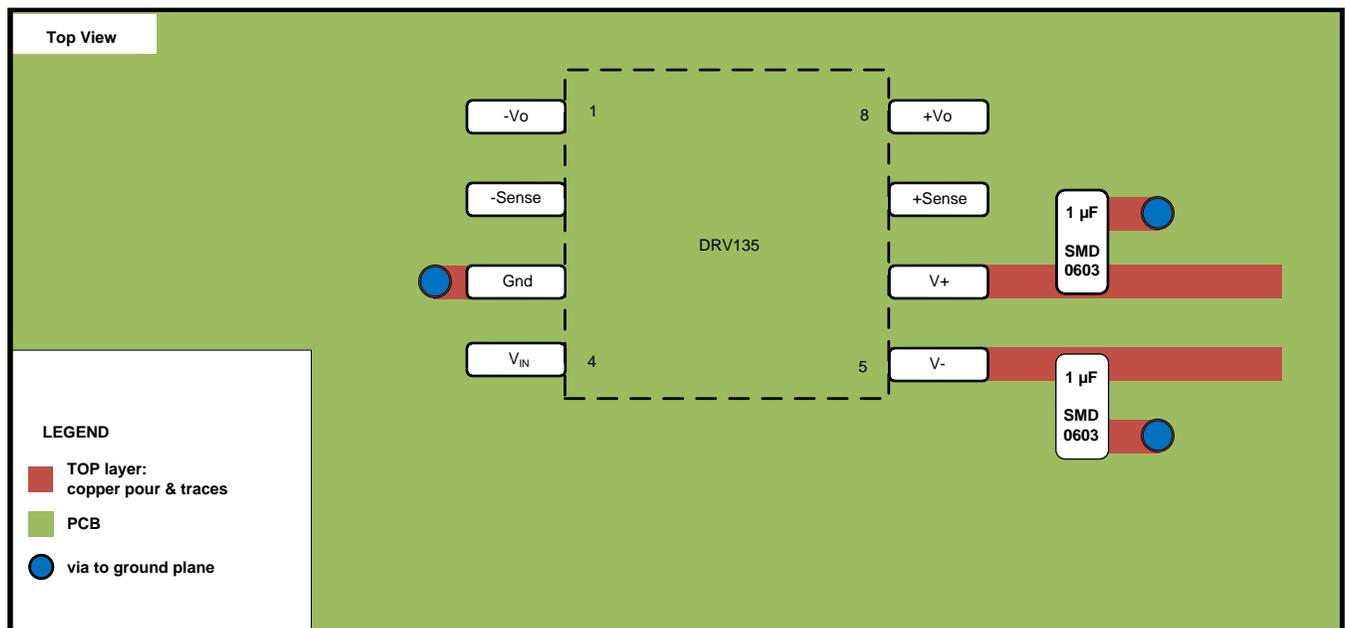 Top View
-Vo
1
8
+Vo
-Sense
+Sense
1 µF
SMD
0603
DRV135
Gnd
V+
VIN
4
5
V-
1 µF
SMD
0603
LEGEND
TOP layer:
copper pour & traces
PCB
via to ground plane